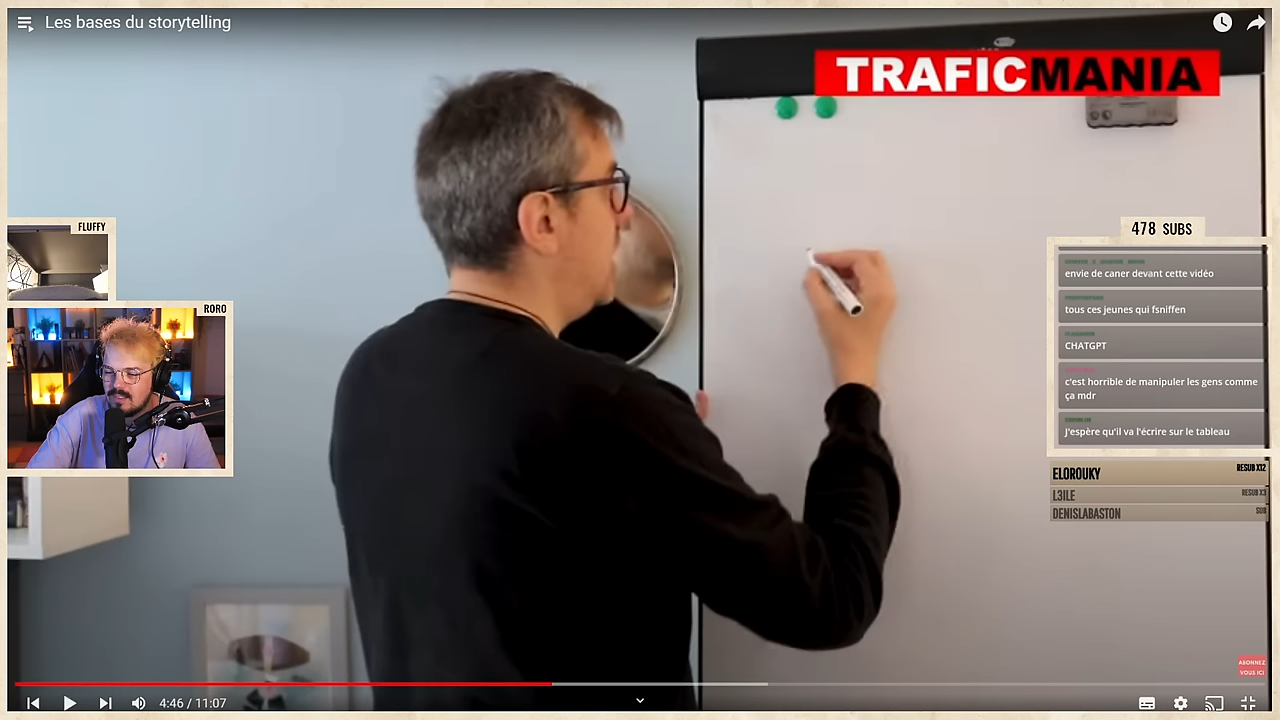 Les bases du storytelling
TRAFICMANIA
FLUFFY
RORO
478 SUBS
envie de caner devant cette vidéo
tous ces jeunes qui fsniffen
CHATGPT
c'est horrible de manipuler les gens comme
ça mdr
J'espère qu'il va l'écrire sur le tableau
ELOROUKY RESUB X12
L3ILE RESUB X3
DENISLABASTON SUB
ABONNEZ
VOUS ICI
4:46 / 11:07